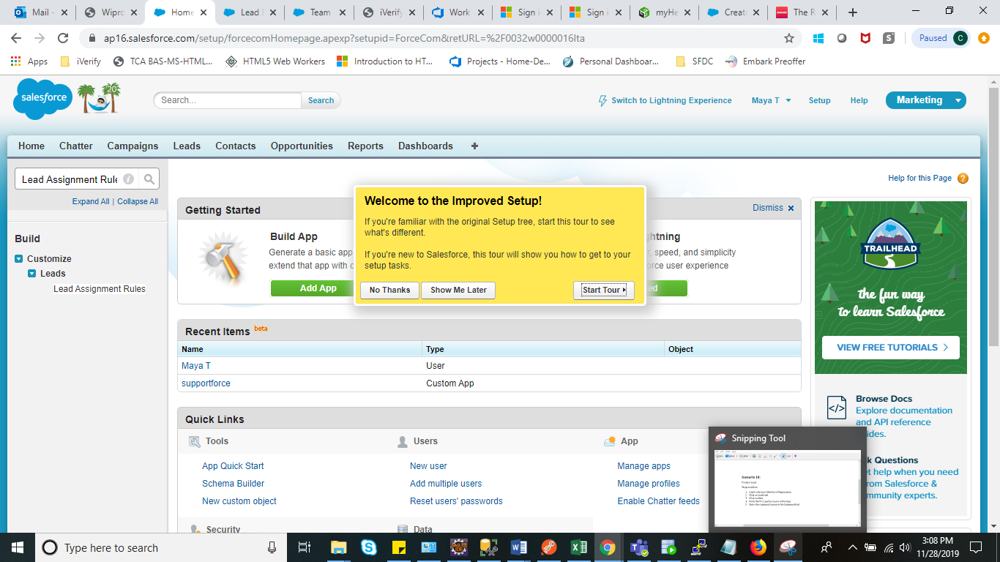 Mail -
Wipro
Home
Lead
Team
iVerify
Work
Sign i
Sign i
myHe
Create
The R
ap16.salesforce.com/setup/forcecomHomepage.apexp?setupid=ForceCom&retURL=%2F0032w0000016lta
Paused
C
Apps
iVerify
TCA BAS-MS-HTML...
HTML5 Web Workers
Introduction to HT...
Projects - Home-De...
Personal Dashboar...
SFDC
Embark Preoffer
salesforce
20
Search...
Search
Switch to Lightning Experience
Maya T
Setup
Help
Marketing
Home
Chatter
Campaigns
Leads
Contacts
Opportunities
Reports
Dashboards
+
Lead Assignment Rule
Expand All | Collapse All
Build
Customize
Leads
Lead Assignment Rules
Help for this Page
Getting Started
Dismiss
Build App
Generate a basic app
extend that app with
Add App
htning
, speed, and simplicity
orce user experience
ed
Welcome to the Improved Setup!
If you're familiar with the original Setup tree, start this tour to see
what's different.
If you're new to Salesforce, this tour will show you how to get to your
setup tasks.
No Thanks
Show Me Later
Start Tour
Recent Items beta
Name
Type
Object
Maya T
User
supportforce
Custom App
Quick Links
Tools
Users
App
App Quick Start
New user
Manage apps
Schema Builder
Add multiple users
Manage profiles
New custom object
Reset users' passwords
Enable Chatter feeds
Security
Data
TRAILHEAD
the fun way
to learn Salesforce
VIEW FREE TUTORIALS
Browse Docs
Explore documentation
and API reference
uides.
k Questions
et help when you need
from Salesforce &
mmunity experts.
Snipping Tool
Scenario 18:
Type here to search
3:08 PM
11/28/2019